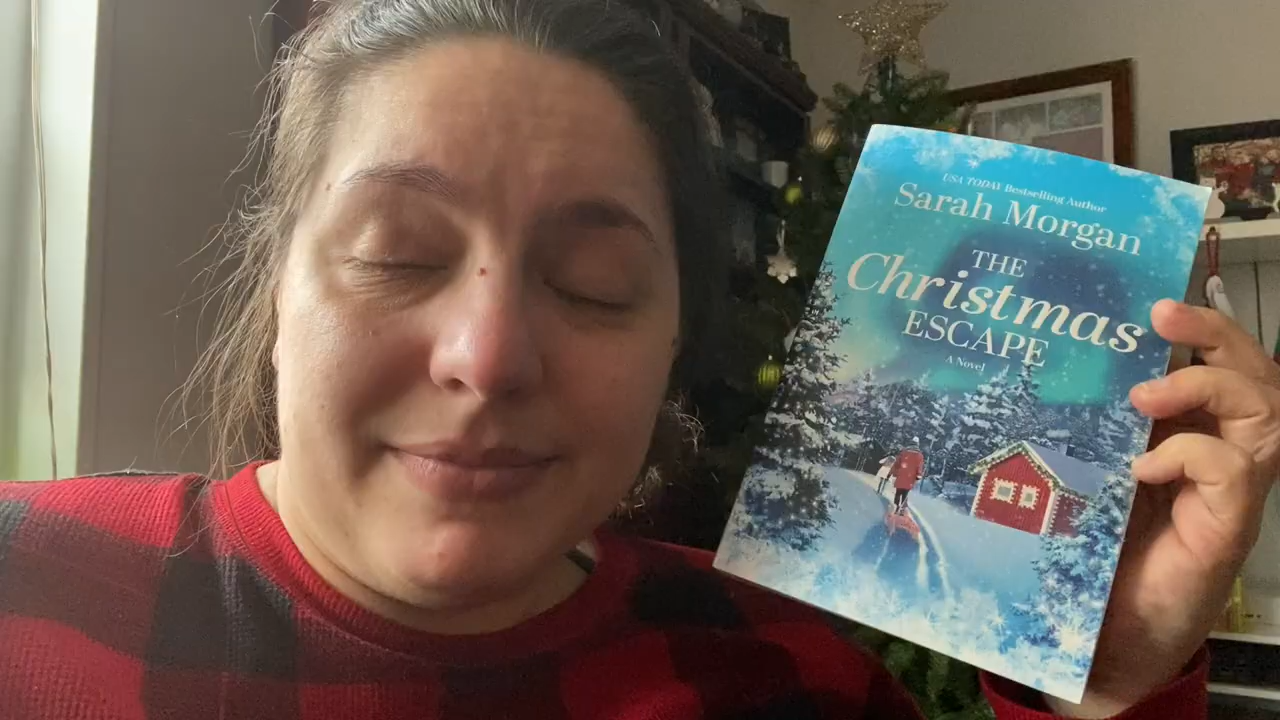 USA TODAY Bestselling Author
Sarah Morgan
THE
Christmas
ESCAPE
A Novel